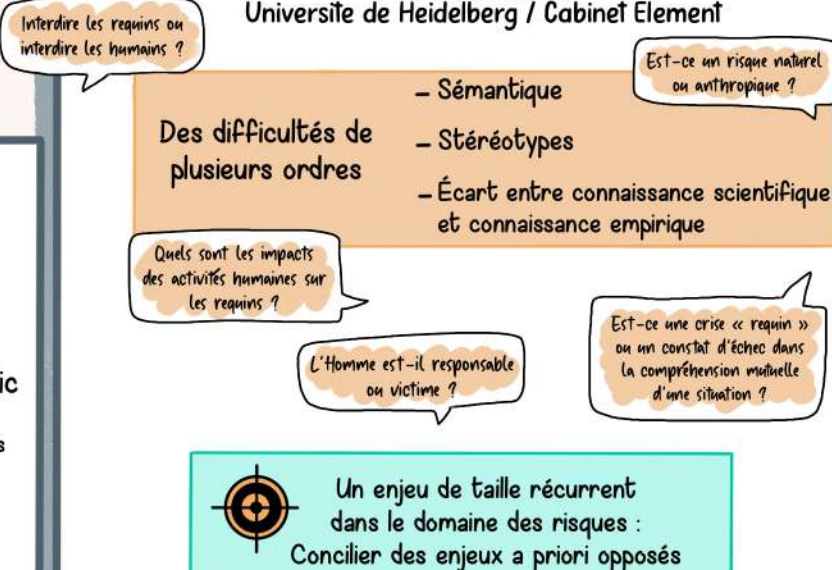 Université de Heidelberg / Cabinet Element
Interdire les requins ou
interdire les humains ?
Est-ce un risque naturel
ou anthropique ?
Des difficultés de
plusieurs ordres
– Sémantique
– Stéréotypes
– Écart entre connaissance scientifique
et connaissance empirique
Quels sont les impacts
des activités humaines sur
les requins ?
L'Homme est-il responsable
ou victime ?
Est-ce une crise « requin »
ou un constat d'échec dans
la compréhension mutuelle
d'une situation ?
ic
s
Un enjeu de taille récurrent
dans le domaine des risques :
Concilier des enjeux a priori opposés